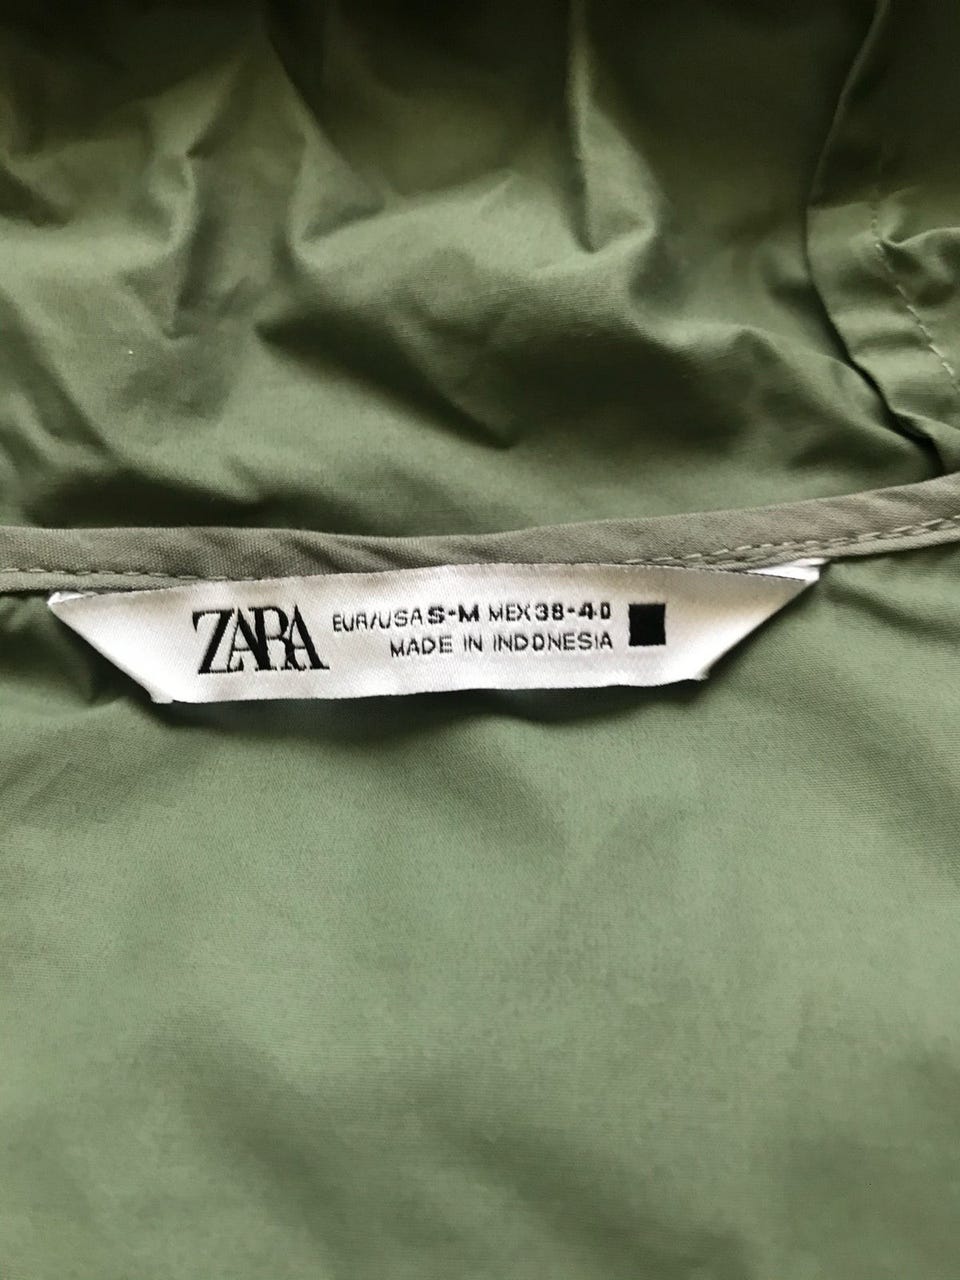 ZARA
EUR/USA S-M MEX 38-40
MADE IN INDONESIA